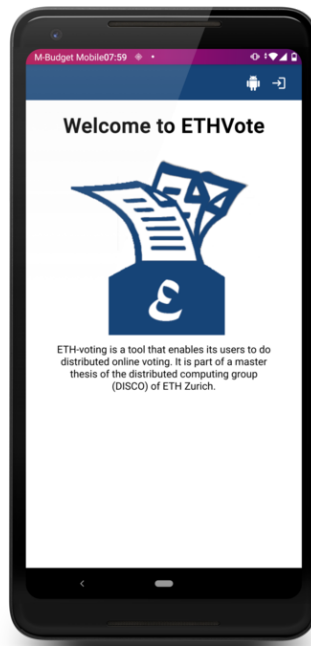 M-Budget Mobile07:59
Welcome to ETHVote
ε
ETH-voting is a tool that enables its users to do
distributed online voting. It is part of a master
thesis of the distributed computing group
(DISCO) of ETH Zurich.